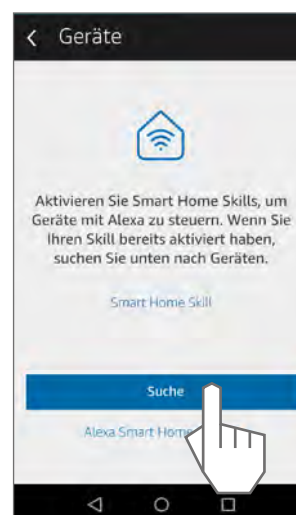 Geräte
Aktivieren Sie Smart Home Skills, um
Geräte mit Alexa zu steuern. Wenn Sie
Ihren Skill bereits aktiviert haben,
suchen Sie unten nach Geräten.
Smart Home Skill
Suche
Alexa Smart Home